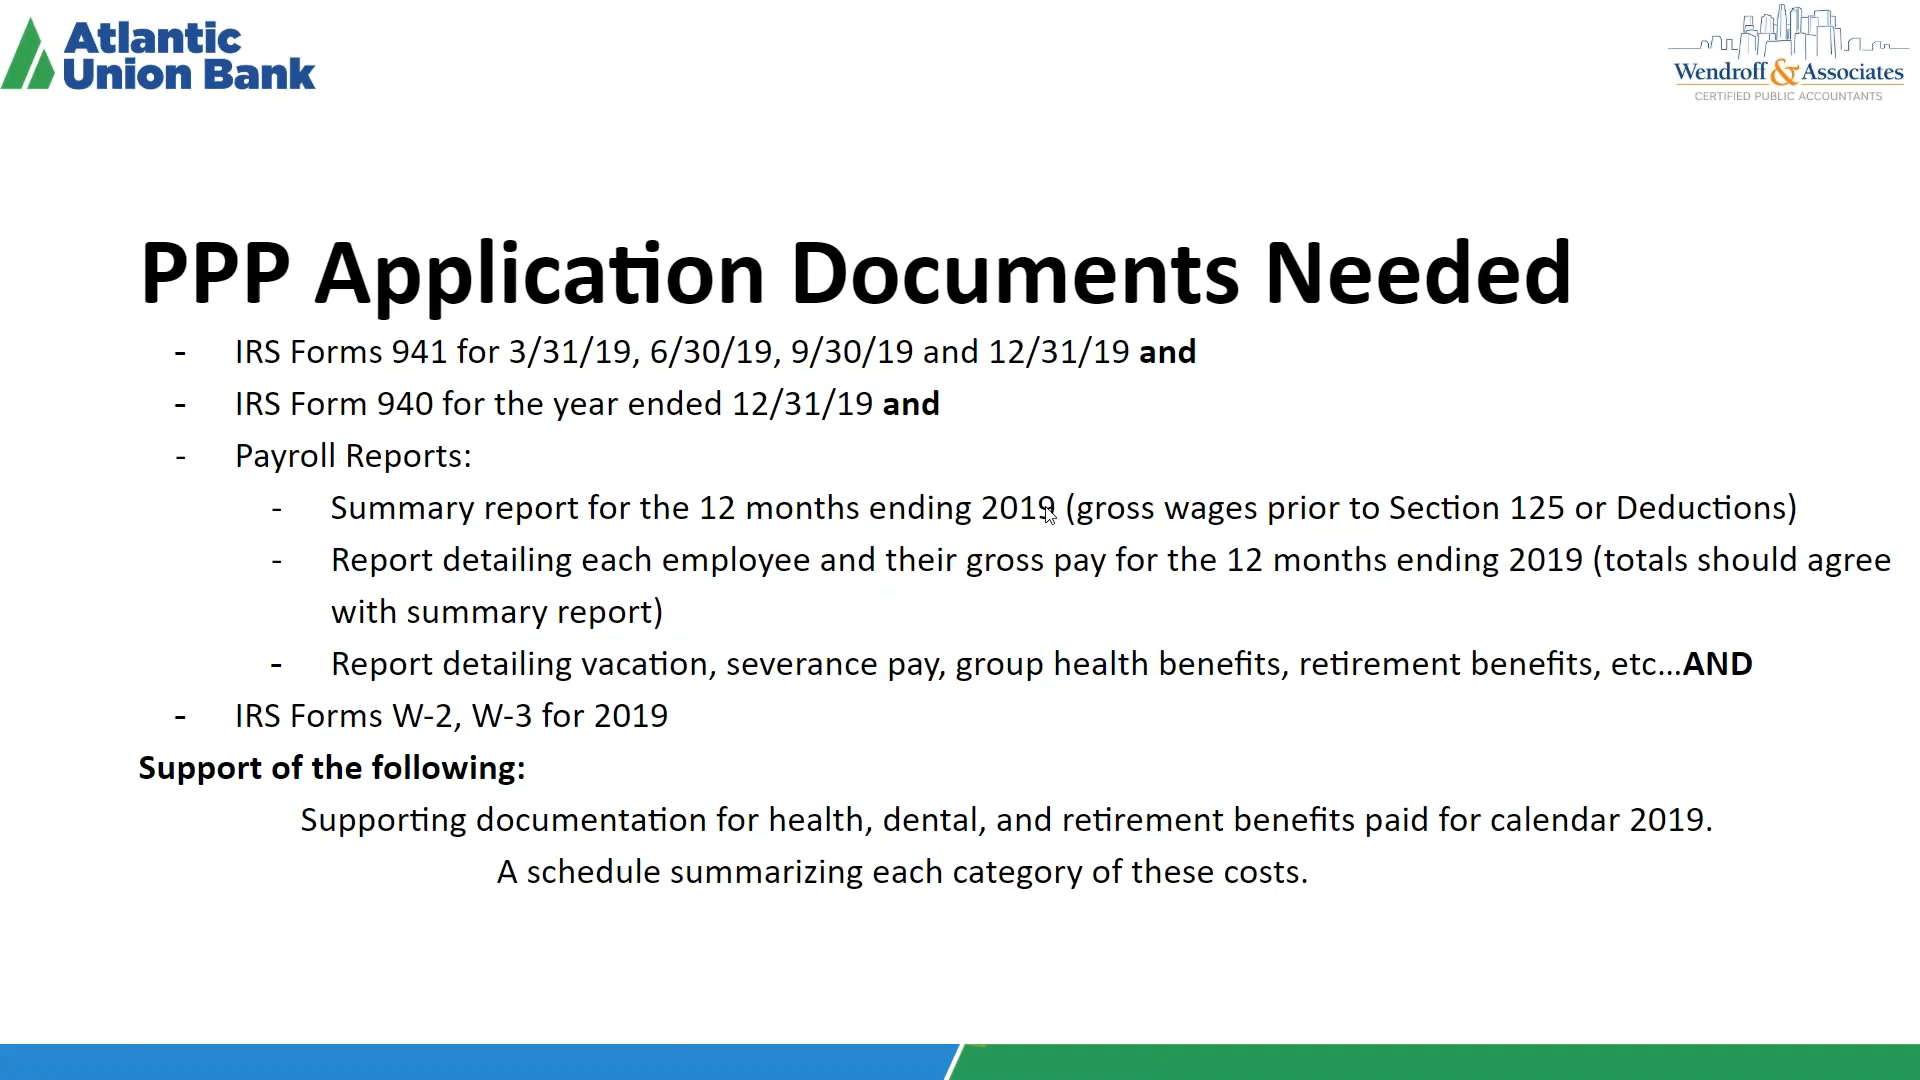 Atlantic
Union Bank
Wendroff & Associates
CERTIFIED PUBLIC ACCOUNTANTS
PPP Application Documents Needed
- IRS Forms 941 for 3/31/19, 6/30/19, 9/30/19 and 12/31/19 and
- IRS Form 940 for the year ended 12/31/19 and
- Payroll Reports:
- Summary report for the 12 months ending 2019 (gross wages prior to Section 125 or Deductions)
- Report detailing each employee and their gross pay for the 12 months ending 2019 (totals should agree
with summary report)
- Report detailing vacation, severance pay, group health benefits, retirement benefits, etc...AND
- IRS Forms W-2, W-3 for 2019
Support of the following:
Supporting documentation for health, dental, and retirement benefits paid for calendar 2019.
A schedule summarizing each category of these costs.